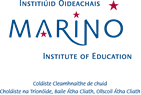 Institiúid Oideachais
MARINO
Institute of Education
Coláiste Cleamhnaithe de chuid
Choláiste na Tríonóide, Baile Átha Cliath, Ollscoil Átha Cliath